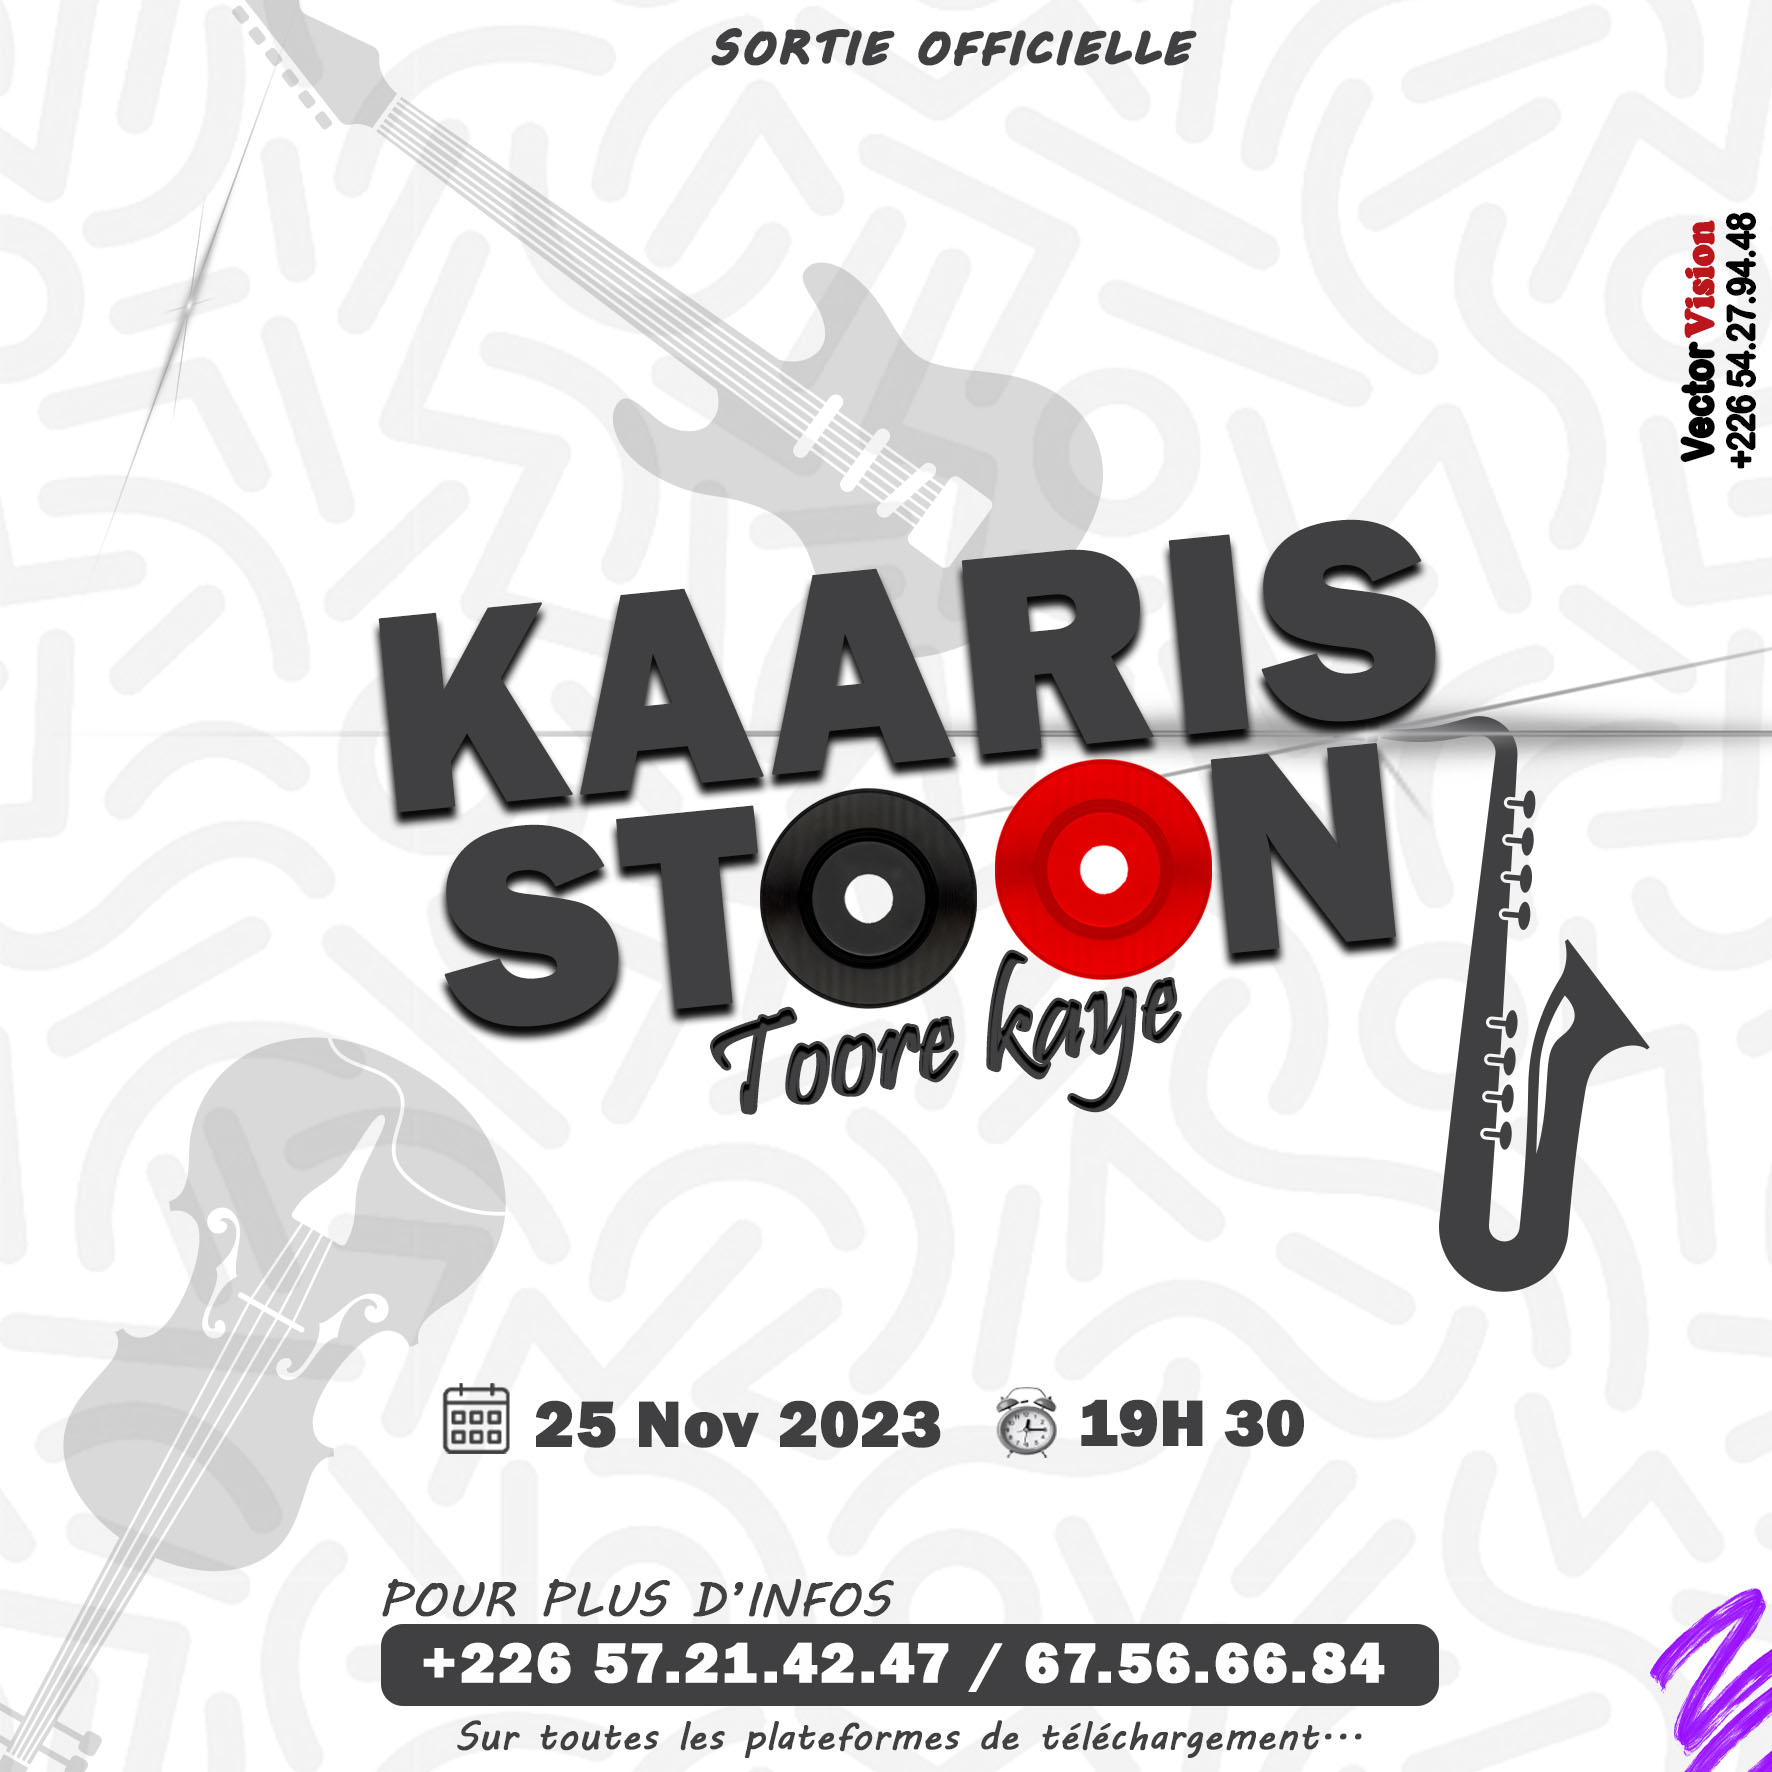 SORTIE OFFICIELLE
Vector Vision
+226 54.27.94.48
KAARIS
STOON
Toore kaye
25 Nov 2023
19H 30
POUR PLUS D'INFOS
+226 57.21.42.47 / 67.56.66.84
Sur toutes les plateformes de téléchargement...